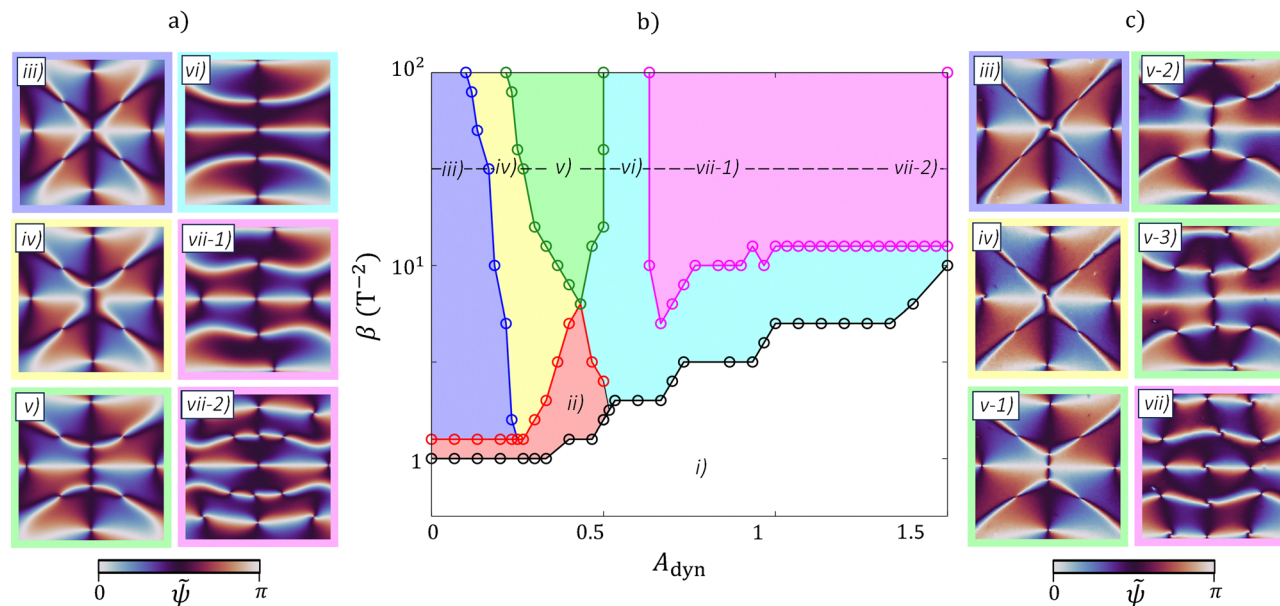 a)
b)
c)
iii)
vi)
iv)
vii-1)
v)
vii-2)
0
ψ̃
π
10²
10¹
1
β (T⁻²)
iii)
iv)
v)
vi)
vii-1)
vii-2)
ii)
i)
0
0.5
1
1.5
A_dyn
iii)
v-2)
iv)
v-3)
v-1)
vii)
0
ψ̃
π